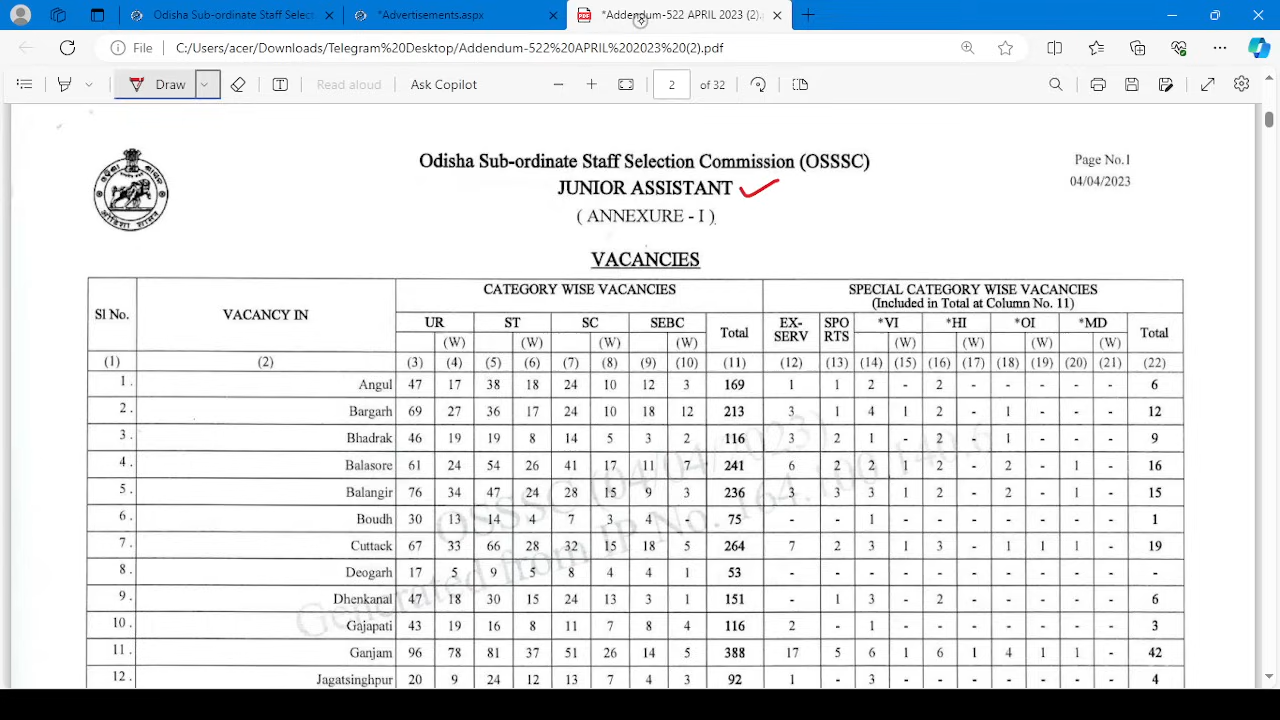 Odisha Sub-ordinate Staff Select
*Advertisements.aspx
*Addendum-522 APRIL 2023 (2).
File C:/Users/acer/Downloads/Telegram%20Desktop/Addendum-522%20APRIL%202023%20(2).pdf
Draw Read aloud Ask Copilot 2 of 32
Odisha Sub-ordinate Staff Selection Commission (OSSSC) Page No.1
JUNIOR ASSISTANT 04/04/2023
( ANNEXURE - I )
VACANCIES
Sl No. VACANCY IN CATEGORY WISE VACANCIES SPECIAL CATEGORY WISE VACANCIES
(Included in Total at Column No. 11)
UR ST SC SEBC Total EX-SERV SPORTS *VI *HI *OI *MD Total
(W) (W) (W) (W) (W) (W) (W) (W)
(1) (2) (3) (4) (5) (6) (7) (8) (9) (10) (11) (12) (13) (14) (15) (16) (17) (18) (19) (20) (21) (22)
1. Angul 47 17 38 18 24 10 12 3 169 1 1 2 - 2 - - - - - 6
2. Bargarh 69 27 36 17 24 10 18 12 213 3 1 4 1 2 - 1 - - - 12
3. Bhadrak 46 19 19 8 14 5 3 2 116 3 2 1 - 2 - 1 - - - 9
4. Balasore 61 24 54 26 41 17 11 7 241 6 2 2 1 2 - 2 - 1 - 16
5. Balangir 76 34 47 24 28 15 9 3 236 3 3 3 1 2 - 2 - 1 - 15
6. Boudh 30 13 14 4 7 3 4 - 75 - - 1 - - - - - - - 1
7. Cuttack 67 33 66 28 32 15 18 5 264 7 2 3 1 3 - 1 1 1 - 19
8. Deogarh 17 5 9 5 8 4 4 1 53 - - - - - - - - - - -
9. Dhenkanal 47 18 30 15 24 13 3 1 151 - 1 3 - 2 - - - - - 6
10. Gajapati 43 19 16 8 11 7 8 4 116 2 - 1 - - - - - - - 3
11. Ganjam 96 78 81 37 51 26 14 5 388 17 5 6 1 6 1 4 1 1 - 42
12. Jagatsinghpur 20 9 24 12 13 7 4 3 92 1 - 3 - - - - - - - 4
OSSSC (04/04/2023)
Generated from IP No. 164.100.140.6